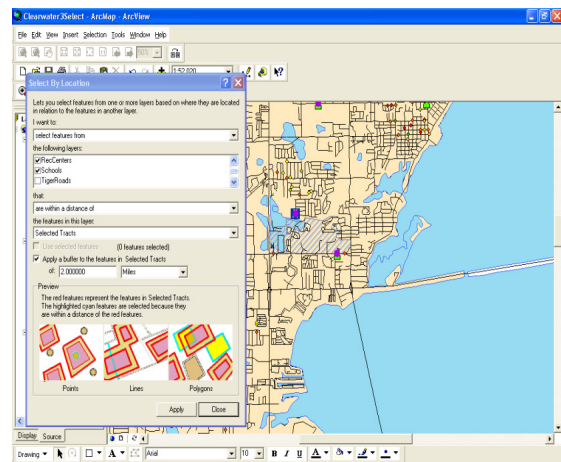 Clearwater3Select - ArcMap - ArcView
File Edit View Insert Selection Tools Window Help
1:52,020
Select By Location
Lets you select features from one or more layers based on where they are located
in relation to the features in another layer.
I want to:
select features from
the following layers:
RecCenters
Schools
TigerRoads
that:
are within a distance of
the features in this layer:
Selected Tracts
Use selected features (0 features selected)
Apply a buffer to the features in Selected Tracts
of: 2.000000 Miles
Preview
The red features represent the features in Selected Tracts.
The highlighted cyan features are selected because they
are within a distance of the red features.
Points Lines Polygons
Apply Close
Display Source
Drawing A Arial 10 B I U A